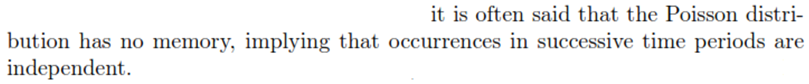 it is often said that the Poisson distri-
bution has no memory, implying that occurrences in successive time periods are
independent.